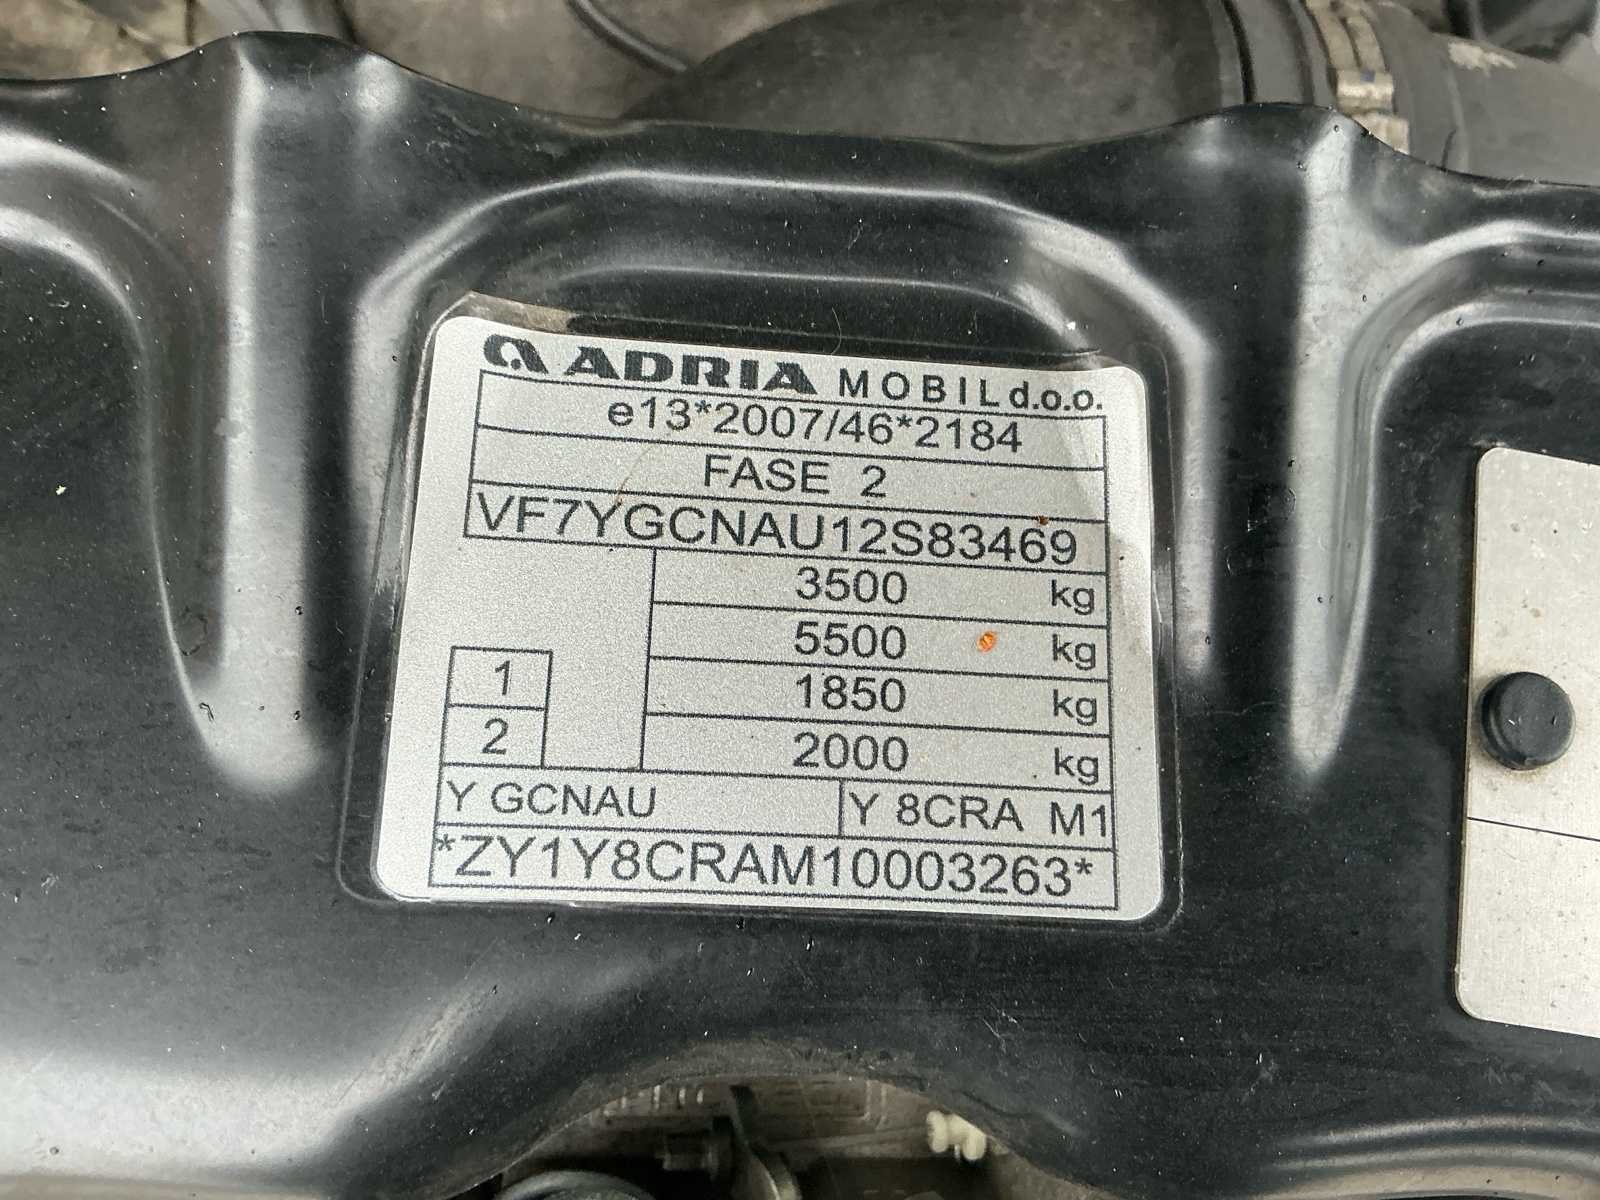 ADRIA MOBIL d.o.o.
e13*2007/46*2184
FASE 2
VF7YGCNAU12S83469
3500 kg
5500 kg
1 1850 kg
2 2000 kg
Y GCNAU Y 8CRA M1
*ZY1Y8CRAM10003263*